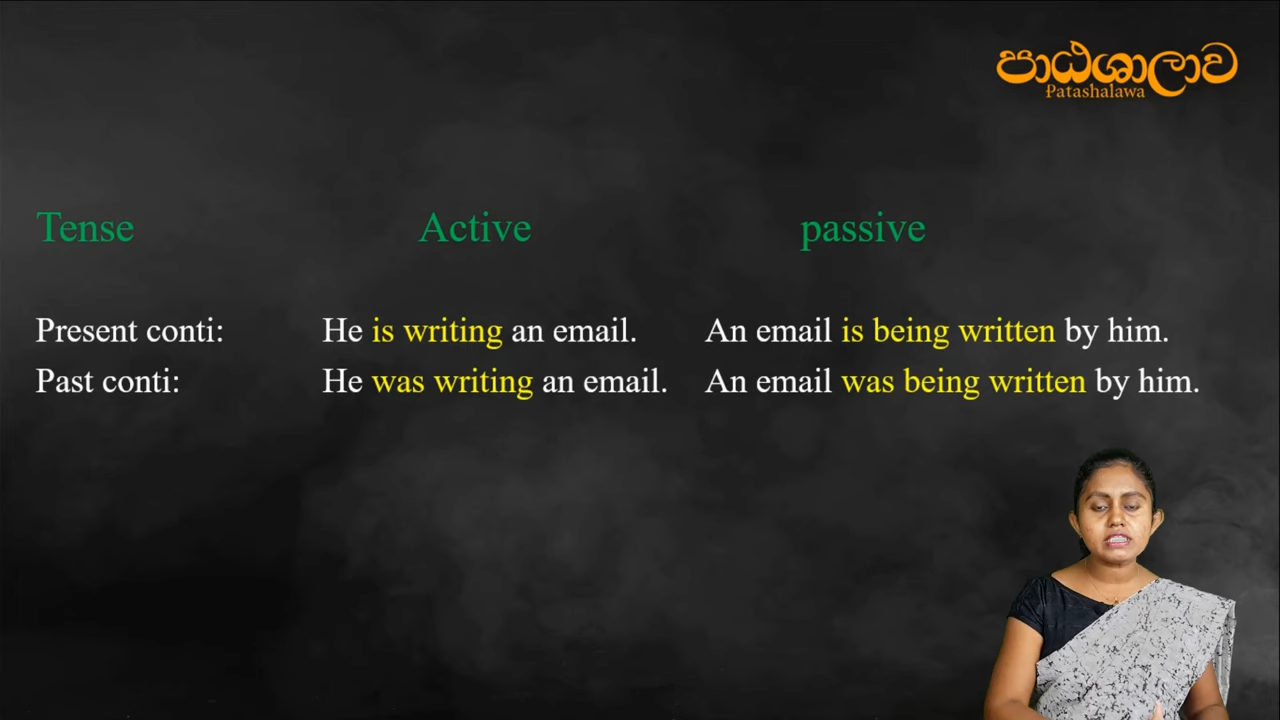 පාඨශාලාව
Patashalawa
Tense Active passive
Present conti: He is writing an email. An email is being written by him.
Past conti: He was writing an email. An email was being written by him.